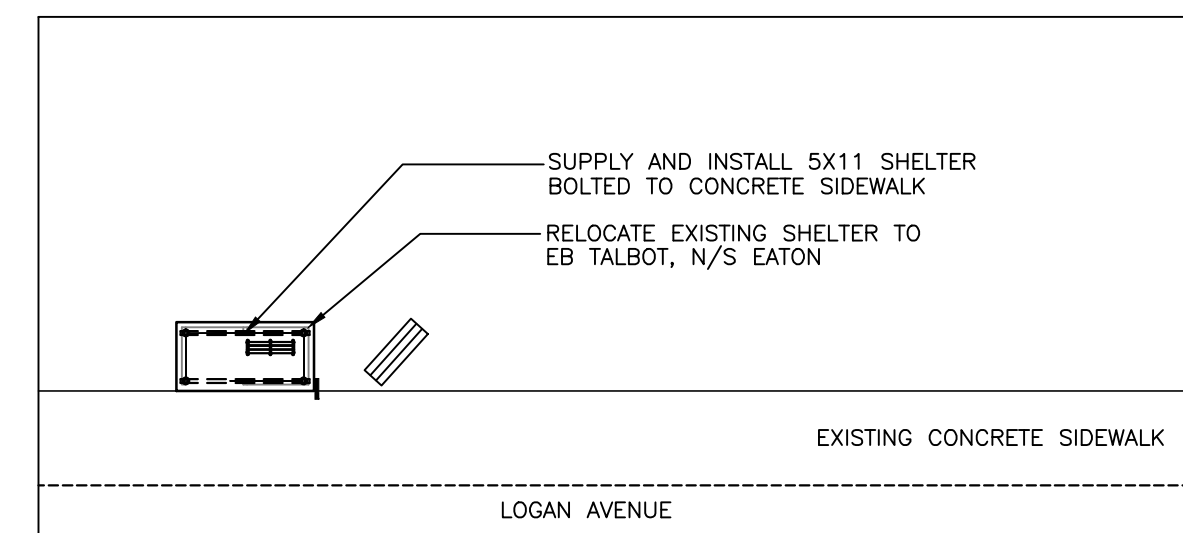 SUPPLY AND INSTALL 5X11 SHELTER
BOLTED TO CONCRETE SIDEWALK
RELOCATE EXISTING SHELTER TO
EB TALBOT, N/S EATON
EXISTING CONCRETE SIDEWALK
LOGAN AVENUE